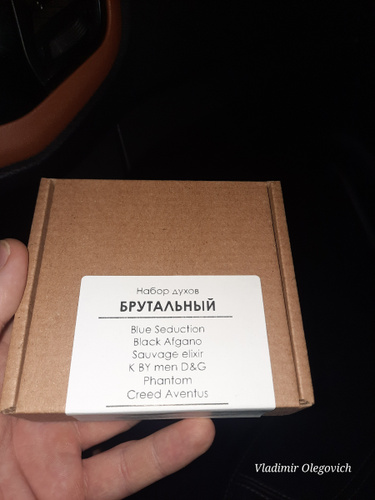 Набор духов
БРУТАЛЬНЫЙ
Blue Seduction
Black Afgano
Sauvage elixir
K BY men D&G
Phantom
Creed Aventus
Vladimir Olegovich